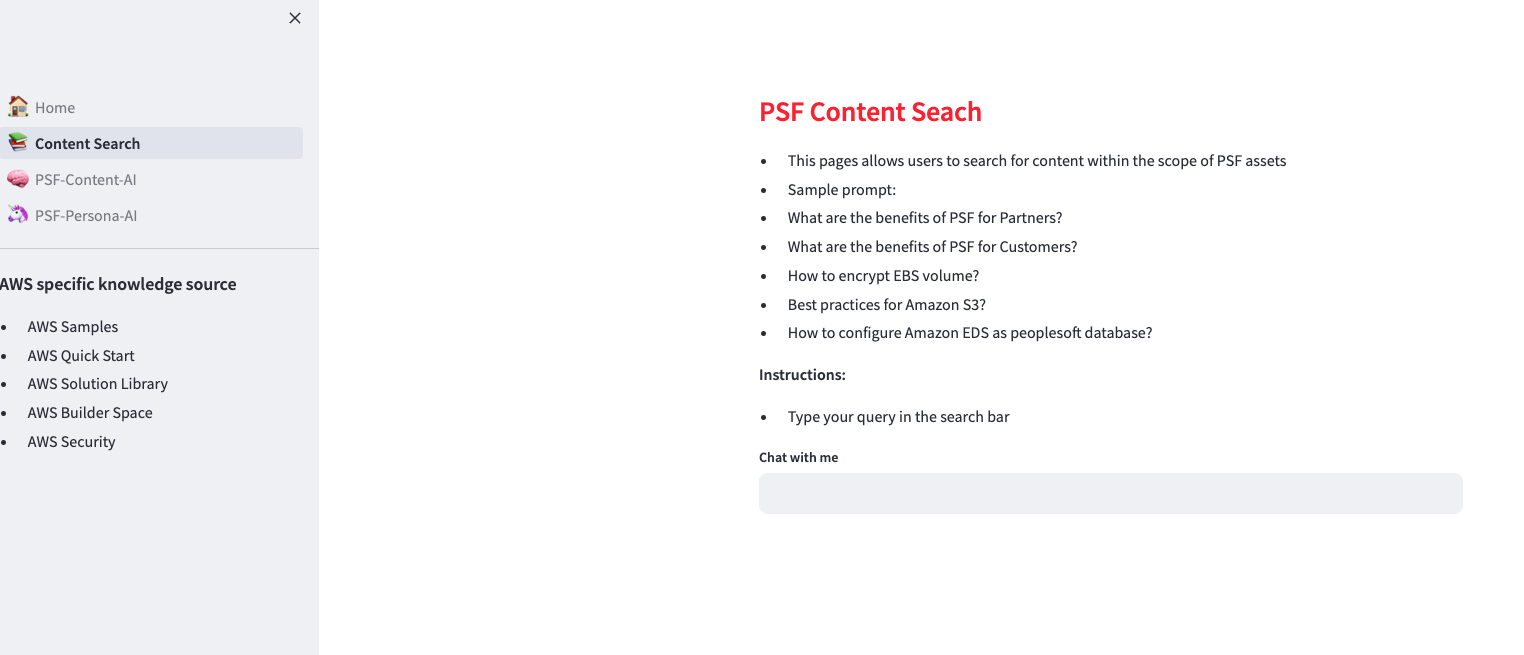 Home
Content Search
PSF-Content-AI
PSF-Persona-AI
AWS specific knowledge source
AWS Samples
AWS Quick Start
AWS Solution Library
AWS Builder Space
AWS Security
PSF Content Seach
This pages allows users to search for content within the scope of PSF assets
Sample prompt:
What are the benefits of PSF for Partners?
What are the benefits of PSF for Customers?
How to encrypt EBS volume?
Best practices for Amazon S3?
How to configure Amazon EDS as peoplesoft database?
Instructions:
Type your query in the search bar
Chat with me